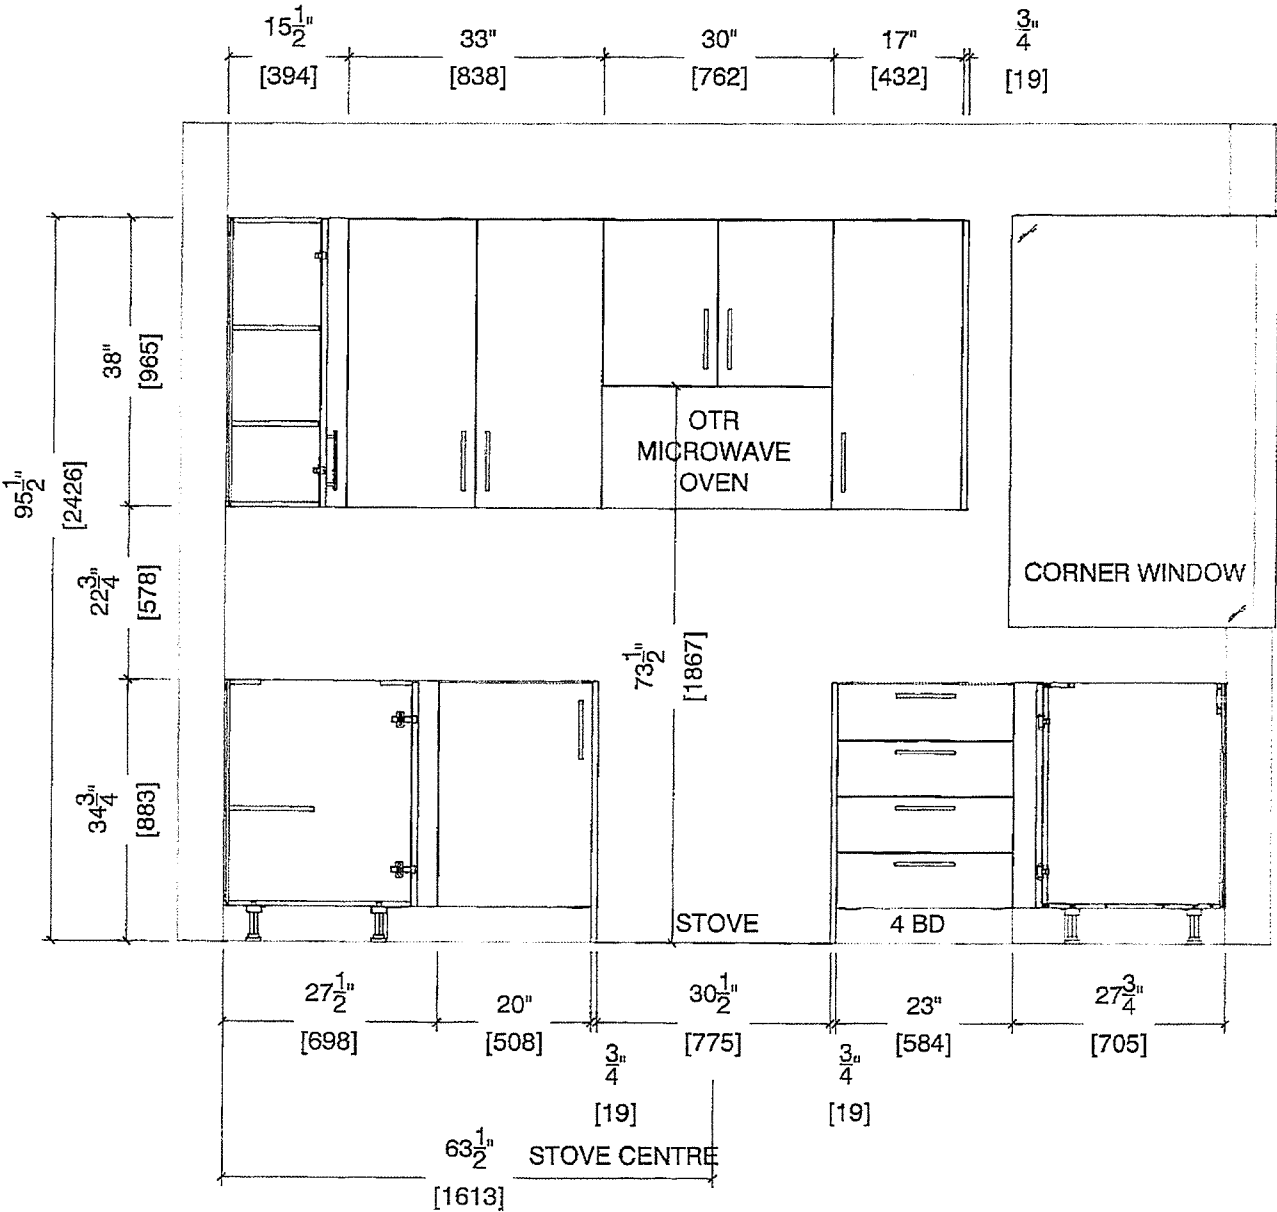 15 1/2" 33" 30" 17" 3/4"
[394] [838] [762] [432] [19]
38"
[965]
95 1/2"
[2426]
22 3/4"
[578]
34 3/4"
[883]
OTR
MICROWAVE
OVEN
CORNER WINDOW
73 1/2"
[1867]
STOVE 4 BD
27 1/2" 20" 30 1/2" 23" 27 3/4"
[698] [508] [775] [584] [705]
3/4" 3/4"
[19] [19]
63 1/2" STOVE CENTRE
[1613]